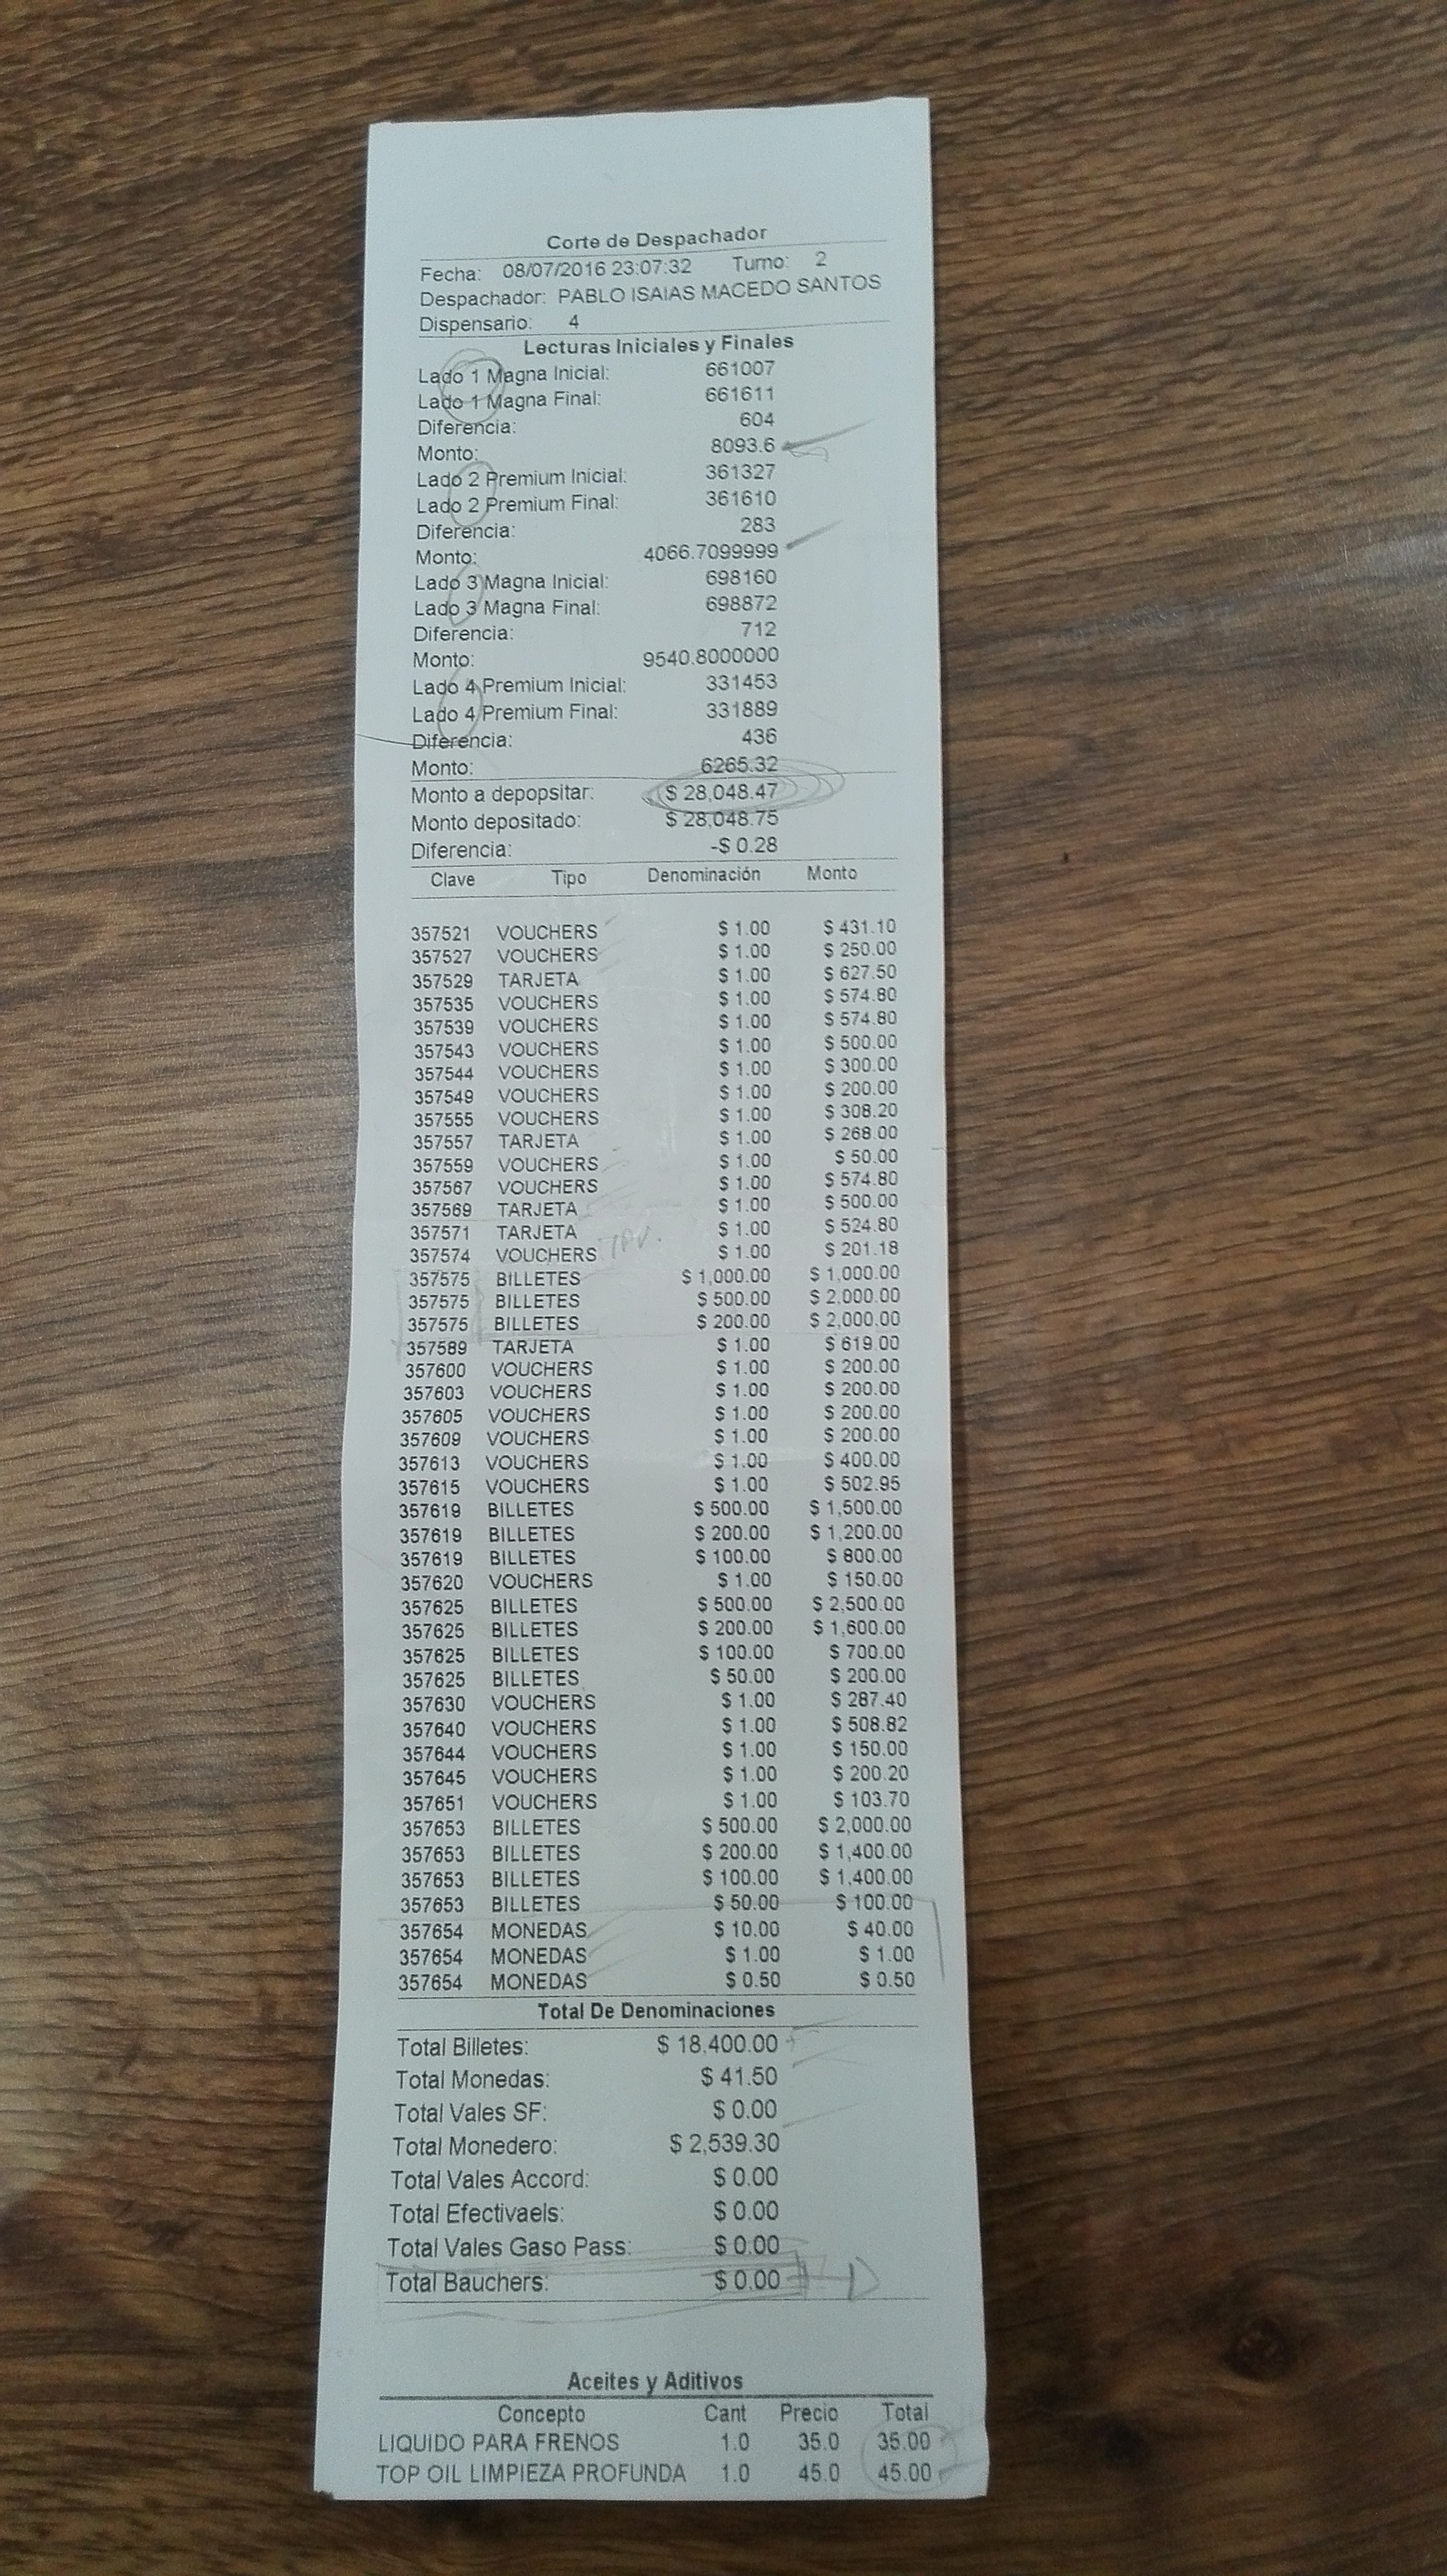 Corte de Despachador
Fecha: 08/07/2016 23:07:32 Turno: 2
Despachador: PABLO ISAIAS MACEDO SANTOS
Dispensario: 4
Lecturas Iniciales y Finales
Lado 1 Magna Inicial: 661007
Lado 1 Magna Final: 661611
Diferencia: 604
Monto: 8093.6
Lado 2 Premium Inicial: 361327
Lado 2 Premium Final: 361610
Diferencia: 283
Monto: 4066.7099999
Lado 3 Magna Inicial: 698160
Lado 3 Magna Final: 698872
Diferencia: 712
Monto: 9540.8000000
Lado 4 Premium Inicial: 331453
Lado 4 Premium Final: 331889
Diferencia: 436
Monto: 6265.32
Monto a depopsitar: $ 28,048.47
Monto depositado: $ 28,048.75
Diferencia: -$ 0.28
Clave Tipo Denominación Monto
357521 VOUCHERS $ 1.00 $ 431.10
357527 VOUCHERS $ 1.00 $ 250.00
357529 TARJETA $ 1.00 $ 627.50
357535 VOUCHERS $ 1.00 $ 574.80
357539 VOUCHERS $ 1.00 $ 574.80
357543 VOUCHERS $ 1.00 $ 500.00
357544 VOUCHERS $ 1.00 $ 300.00
357549 VOUCHERS $ 1.00 $ 200.00
357555 VOUCHERS $ 1.00 $ 308.20
357557 TARJETA $ 1.00 $ 268.00
357559 VOUCHERS $ 1.00 $ 50.00
357567 VOUCHERS $ 1.00 $ 574.80
357569 TARJETA $ 1.00 $ 500.00
357571 TARJETA $ 1.00 $ 524.80
357574 VOUCHERS TPV. $ 1.00 $ 201.18
357575 BILLETES $ 1,000.00 $ 1,000.00
357575 BILLETES $ 500.00 $ 2,000.00
357575 BILLETES $ 200.00 $ 2,000.00
357589 TARJETA $ 1.00 $ 619.00
357600 VOUCHERS $ 1.00 $ 200.00
357603 VOUCHERS $ 1.00 $ 200.00
357605 VOUCHERS $ 1.00 $ 200.00
357609 VOUCHERS $ 1.00 $ 200.00
357613 VOUCHERS $ 1.00 $ 400.00
357615 VOUCHERS $ 1.00 $ 502.95
357619 BILLETES $ 500.00 $ 1,500.00
357619 BILLETES $ 200.00 $ 1,200.00
357619 BILLETES $ 100.00 $ 800.00
357620 VOUCHERS $ 1.00 $ 150.00
357625 BILLETES $ 500.00 $ 2,500.00
357625 BILLETES $ 200.00 $ 1,600.00
357625 BILLETES $ 100.00 $ 700.00
357625 BILLETES $ 50.00 $ 200.00
357630 VOUCHERS $ 1.00 $ 287.40
357640 VOUCHERS $ 1.00 $ 508.82
357644 VOUCHERS $ 1.00 $ 150.00
357645 VOUCHERS $ 1.00 $ 200.20
357651 VOUCHERS $ 1.00 $ 103.70
357653 BILLETES $ 500.00 $ 2,000.00
357653 BILLETES $ 200.00 $ 1,400.00
357653 BILLETES $ 100.00 $ 1,400.00
357653 BILLETES $ 50.00 $ 100.00
357654 MONEDAS $ 10.00 $ 40.00
357654 MONEDAS $ 1.00 $ 1.00
357654 MONEDAS $ 0.50 $ 0.50
Total De Denominaciones
Total Billetes: $ 18,400.00
Total Monedas: $ 41.50
Total Vales SF: $ 0.00
Total Monedero: $ 2,539.30
Total Vales Accord: $ 0.00
Total Efectivaels: $ 0.00
Total Vales Gaso Pass: $ 0.00
Total Bauchers: $ 0.00
Aceites y Aditivos
Concepto Cant Precio Total
LIQUIDO PARA FRENOS 1.0 35.0 35.00
TOP OIL LIMPIEZA PROFUNDA 1.0 45.0 45.00